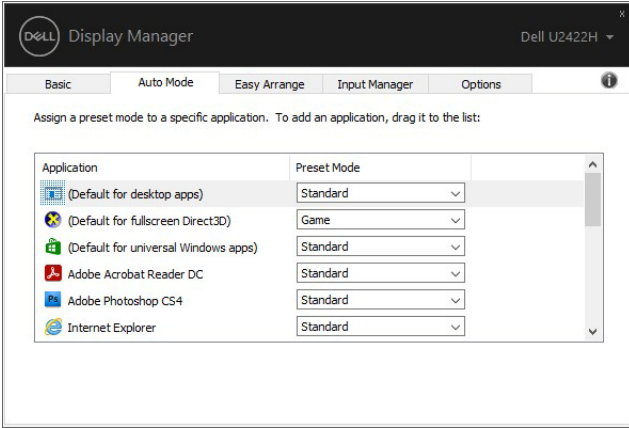 DELL Display Manager
x
Dell U2422H
Basic Auto Mode Easy Arrange Input Manager Options
i
Assign a preset mode to a specific application. To add an application, drag it to the list:
Application Preset Mode
(Default for desktop apps) Standard
(Default for fullscreen Direct3D) Game
(Default for universal Windows apps) Standard
Adobe Acrobat Reader DC Standard
Ps Adobe Photoshop CS4 Standard
Internet Explorer Standard